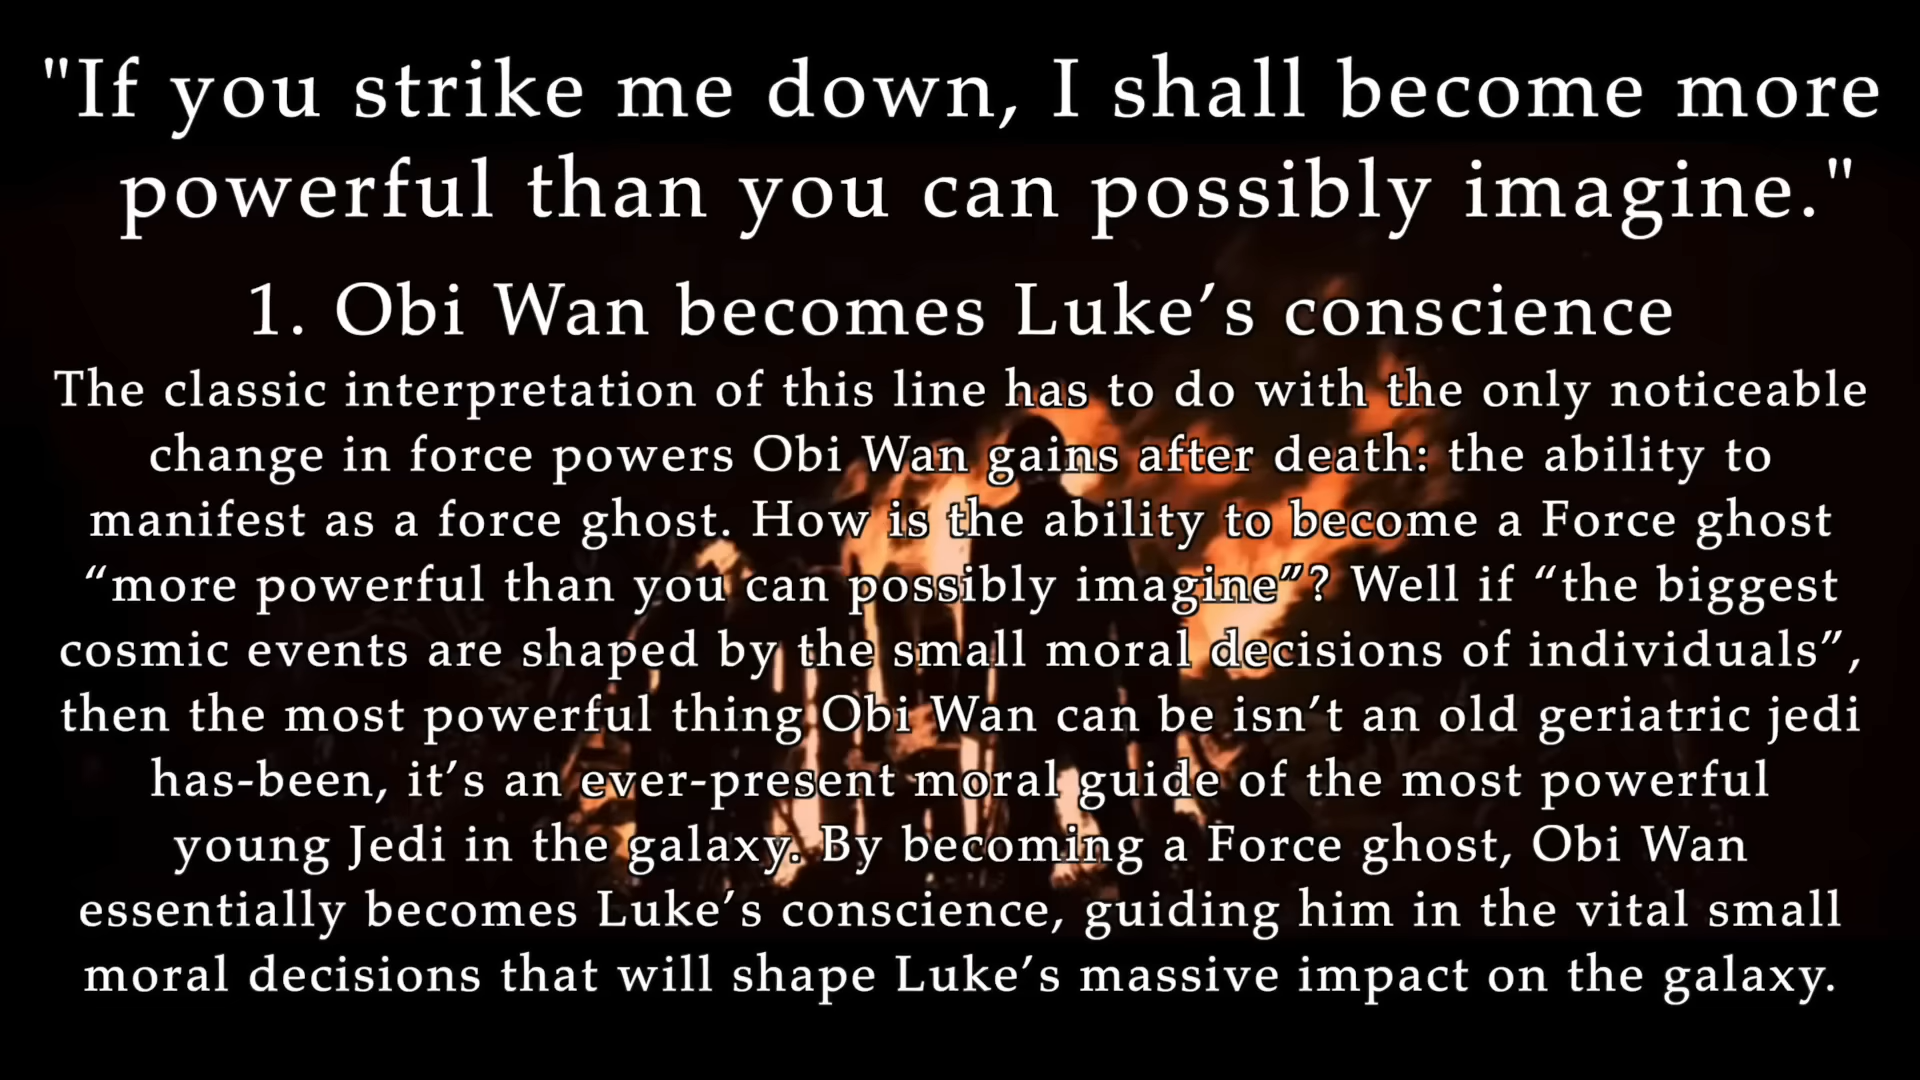 "If you strike me down, I shall become more
powerful than you can possibly imagine."
1. Obi Wan becomes Luke’s conscience
The classic interpretation of this line has to do with the only noticeable
change in force powers Obi Wan gains after death: the ability to
manifest as a force ghost. How is the ability to become a Force ghost
“more powerful than you can possibly imagine”? Well if “the biggest
cosmic events are shaped by the small moral decisions of individuals”,
then the most powerful thing Obi Wan can be isn’t an old geriatric jedi
has-been, it’s an ever-present moral guide of the most powerful
young Jedi in the galaxy. By becoming a Force ghost, Obi Wan
essentially becomes Luke’s conscience, guiding him in the vital small
moral decisions that will shape Luke’s massive impact on the galaxy.